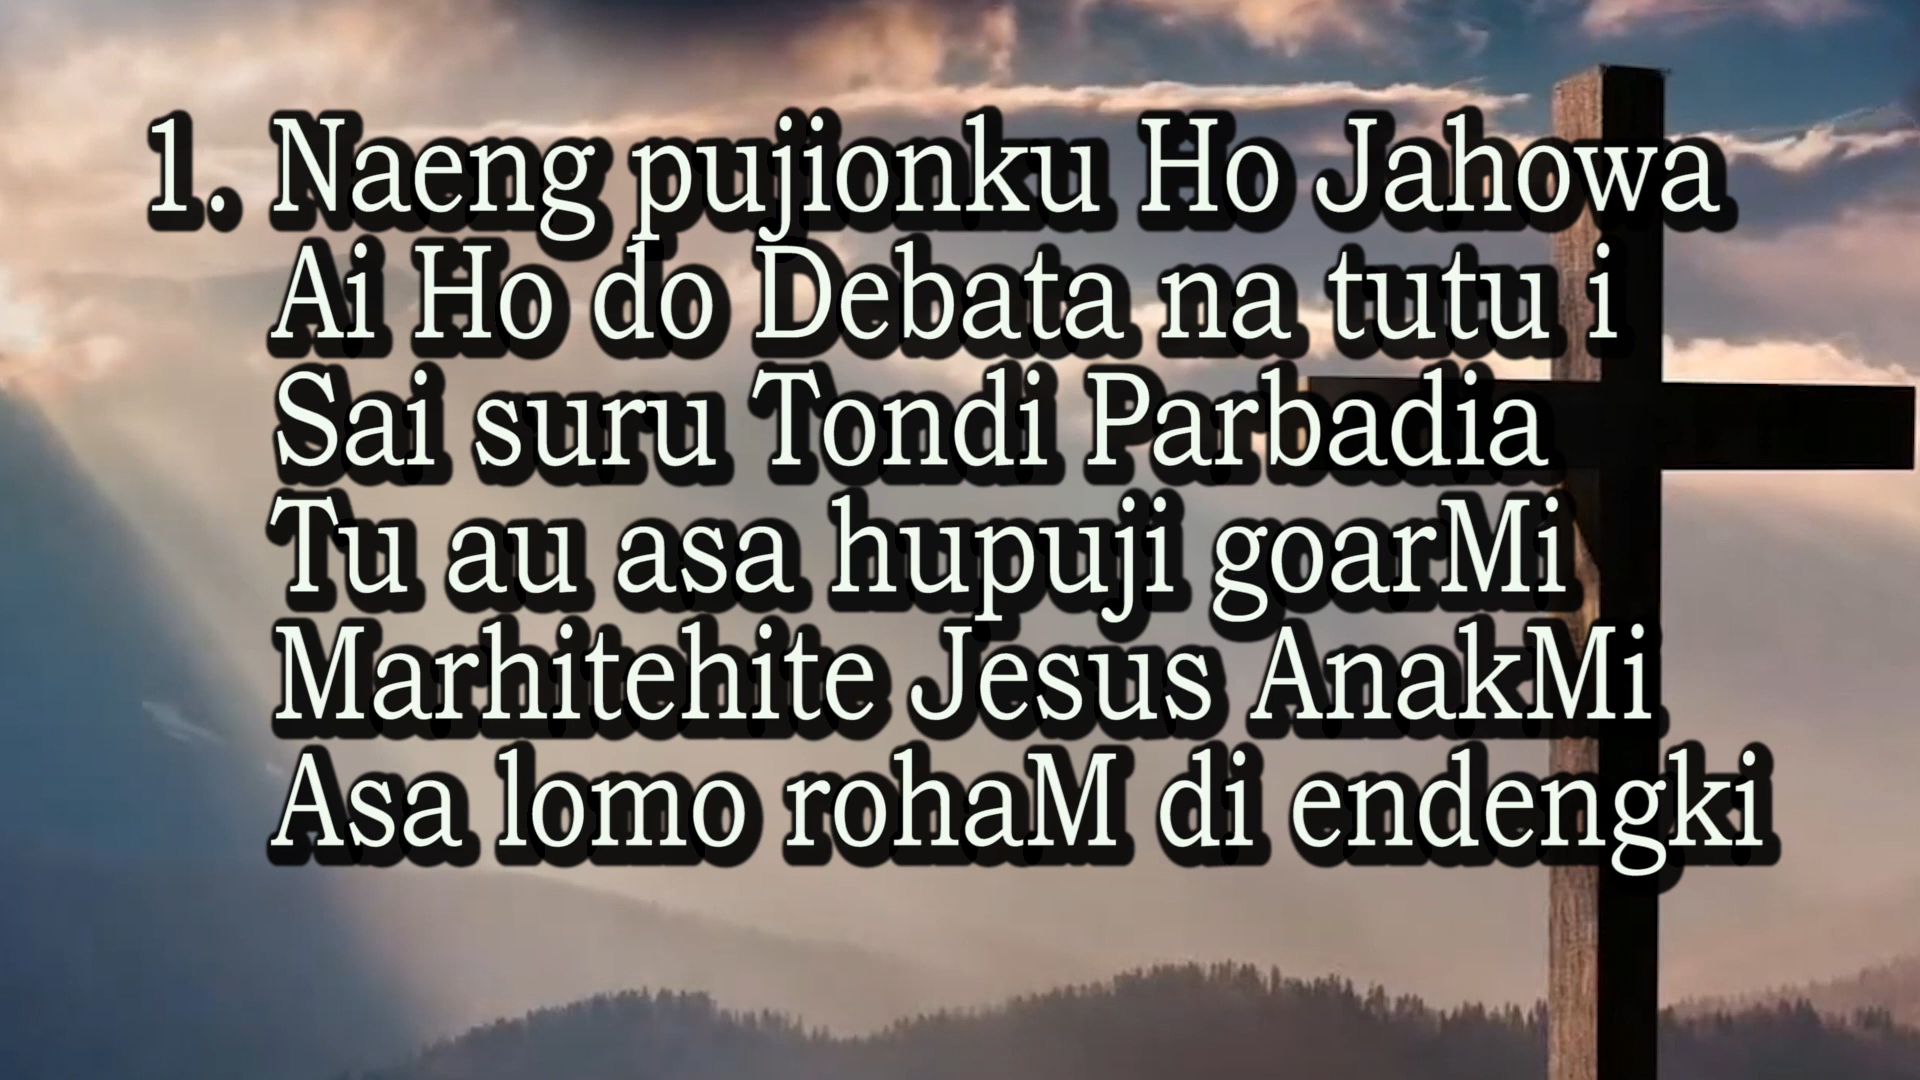 1. Naeng pujionku Ho Jahowa
Ai Ho do Debata na tutu i
Sai suru Tondi Parbadia
Tu au asa hupuji goarMi
Marhitehite Jesus AnakMi
Asa lomo rohaM di endengki